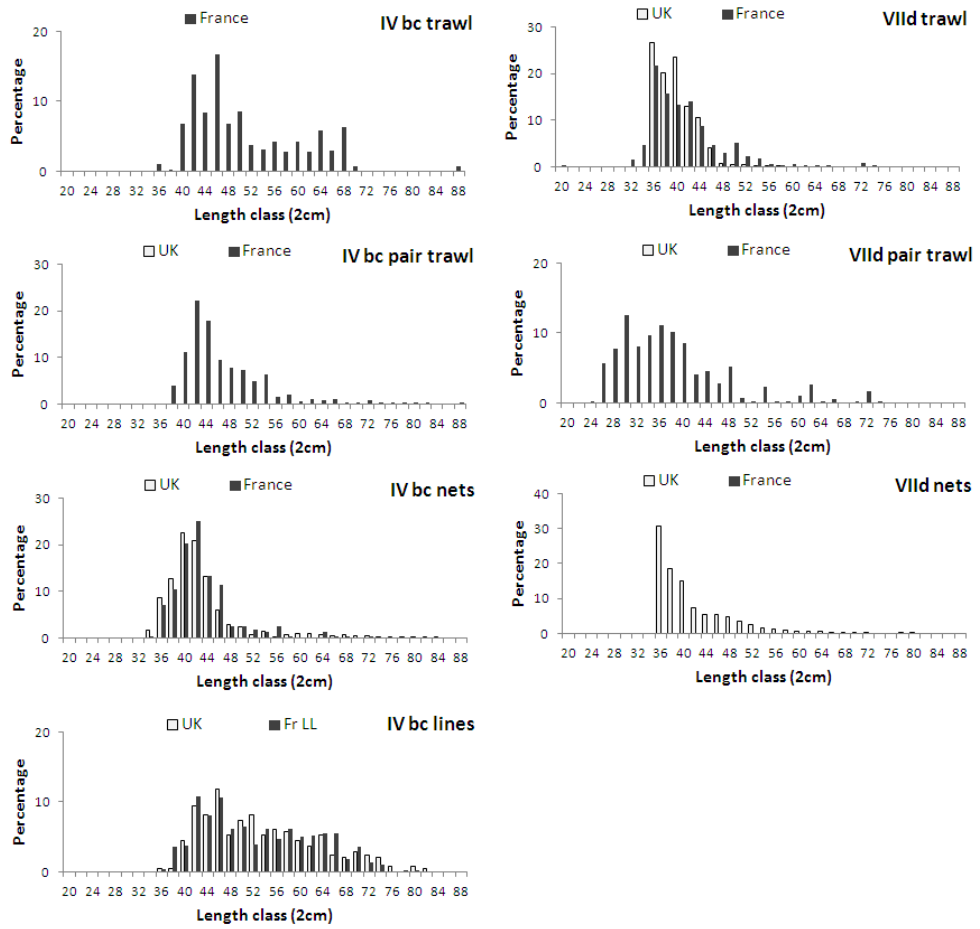 France
IV bc trawl
20
10
0
Percentage
20 24 28 32 36 40 44 48 52 56 60 64 68 72 76 80 84 88
Length class (2cm)
UK France
VIId trawl
30
20
10
0
Percentage
20 24 28 32 36 40 44 48 52 56 60 64 68 72 76 80 84 88
Length class (2cm)
UK France
IV bc pair trawl
30
20
10
0
Percentage
20 24 28 32 36 40 44 48 52 56 60 64 68 72 76 80 84 88
Length class (2cm)
UK France
VIId pair trawl
20
10
0
Percentage
20 24 28 32 36 40 44 48 52 56 60 64 68 72 76 80 84 88
Length class (2cm)
UK France
IV bc nets
30
20
10
0
Percentage
20 24 28 32 36 40 44 48 52 56 60 64 68 72 76 80 84 88
Length class (2cm)
UK France
VIId nets
40
30
20
10
0
Percentage
20 24 28 32 36 40 44 48 52 56 60 64 68 72 76 80 84 88
Length class (2cm)
UK Fr LL
IV bc lines
20
10
0
Percentage
20 24 28 32 36 40 44 48 52 56 60 64 68 72 76 80 84 88
Length class (2cm)